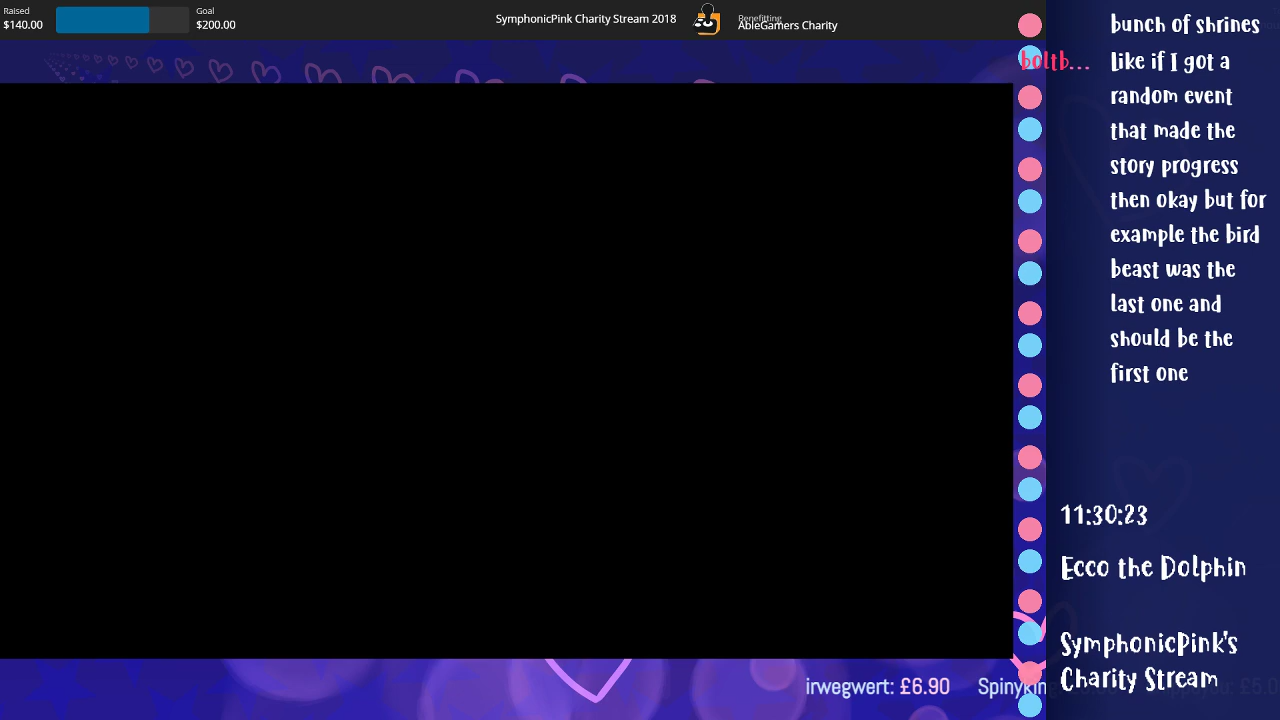 Raised
$140.00
Goal
$200.00
SymphonicPink Charity Stream 2018
Benefitting
AbleGamers Charity
bunch of shrines
boltb...
like if I got a
random event
that made the
story progress
then okay but for
example the bird
beast was the
last one and
should be the
first one
11:30:23
Ecco the Dolphin
SymphonicPink's
Charity Stream
irwegwert: £6.90
Spinykin